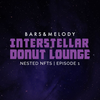 BARS&MELODY
INTERSTELLAR
DONUT LOUNGE
NESTED NFTS | EPISODE 1